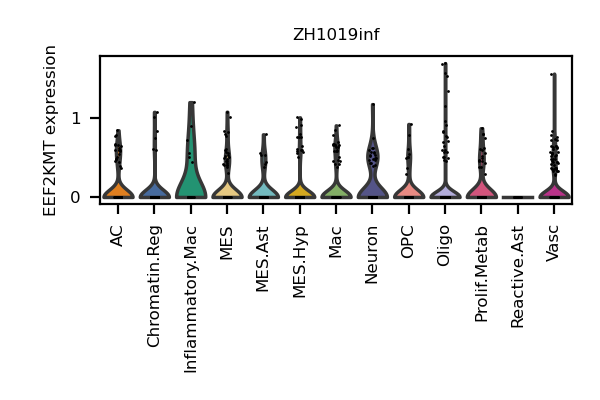 ZH1019inf
EEF2KMT expression
1
0
AC
Chromatin.Reg
Inflammatory.Mac
MES
MES.Ast
MES.Hyp
Mac
Neuron
OPC
Oligo
Prolif.Metab
Reactive.Ast
Vasc